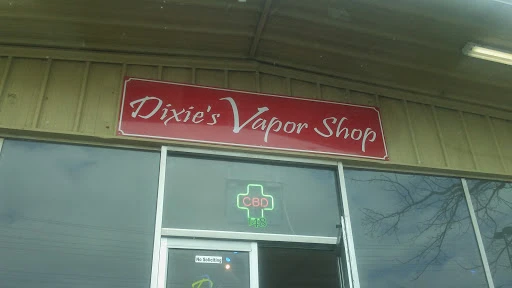 Dixie's Vapor Shop
CBD
No Soliciting